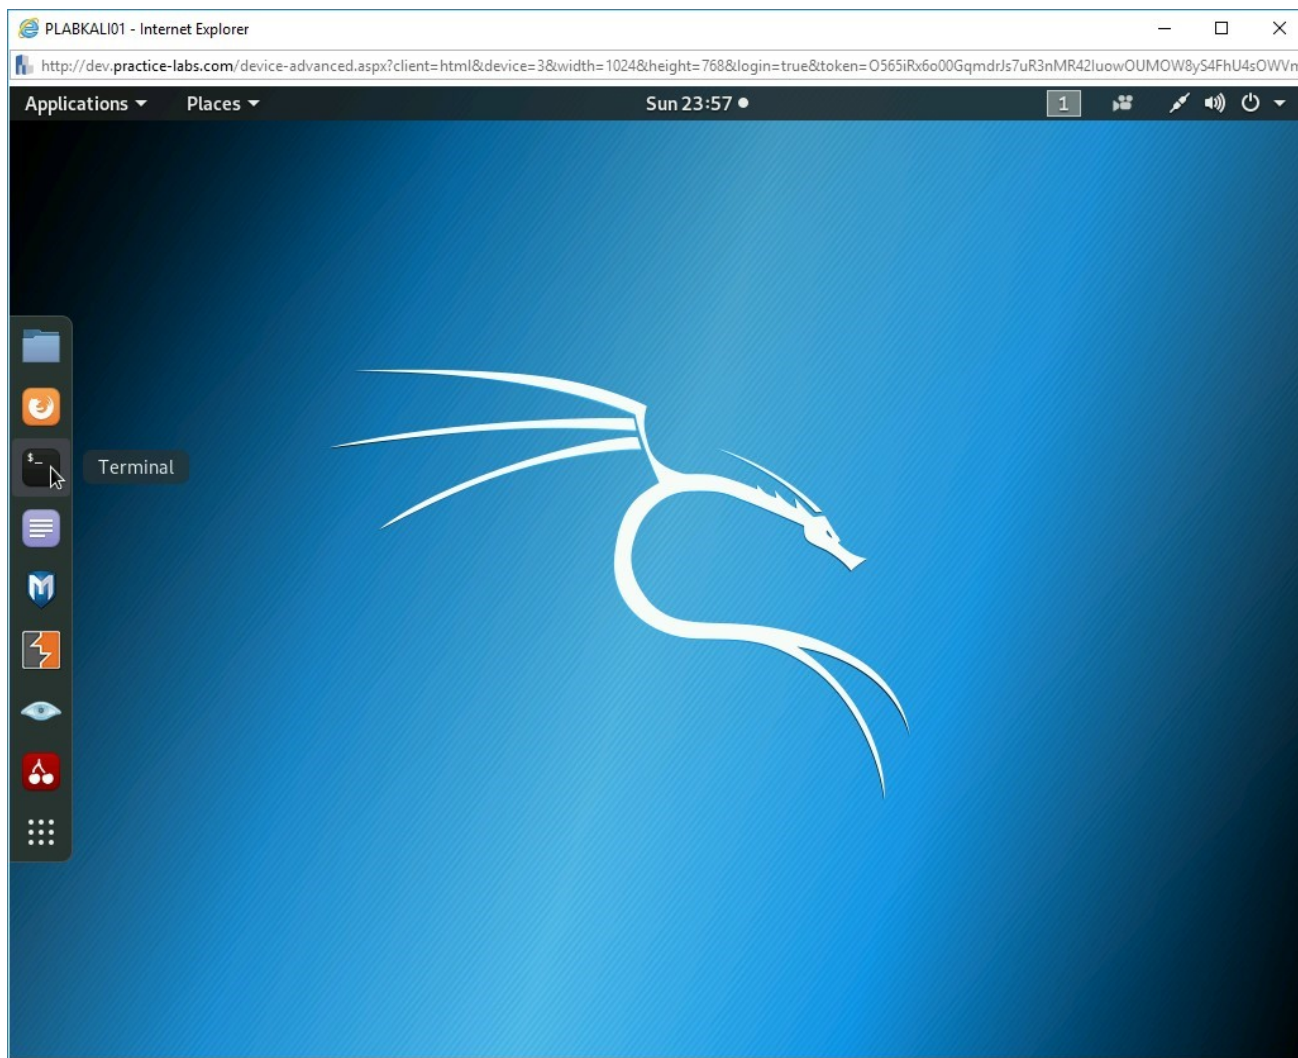 PLABKALI01 - Internet Explorer
http://dev.practice-labs.com/device-advanced.aspx?client=html&device=3&width=1024&height=768&login=true&token=
Applications Places Sun 23:57 1
$_
Terminal